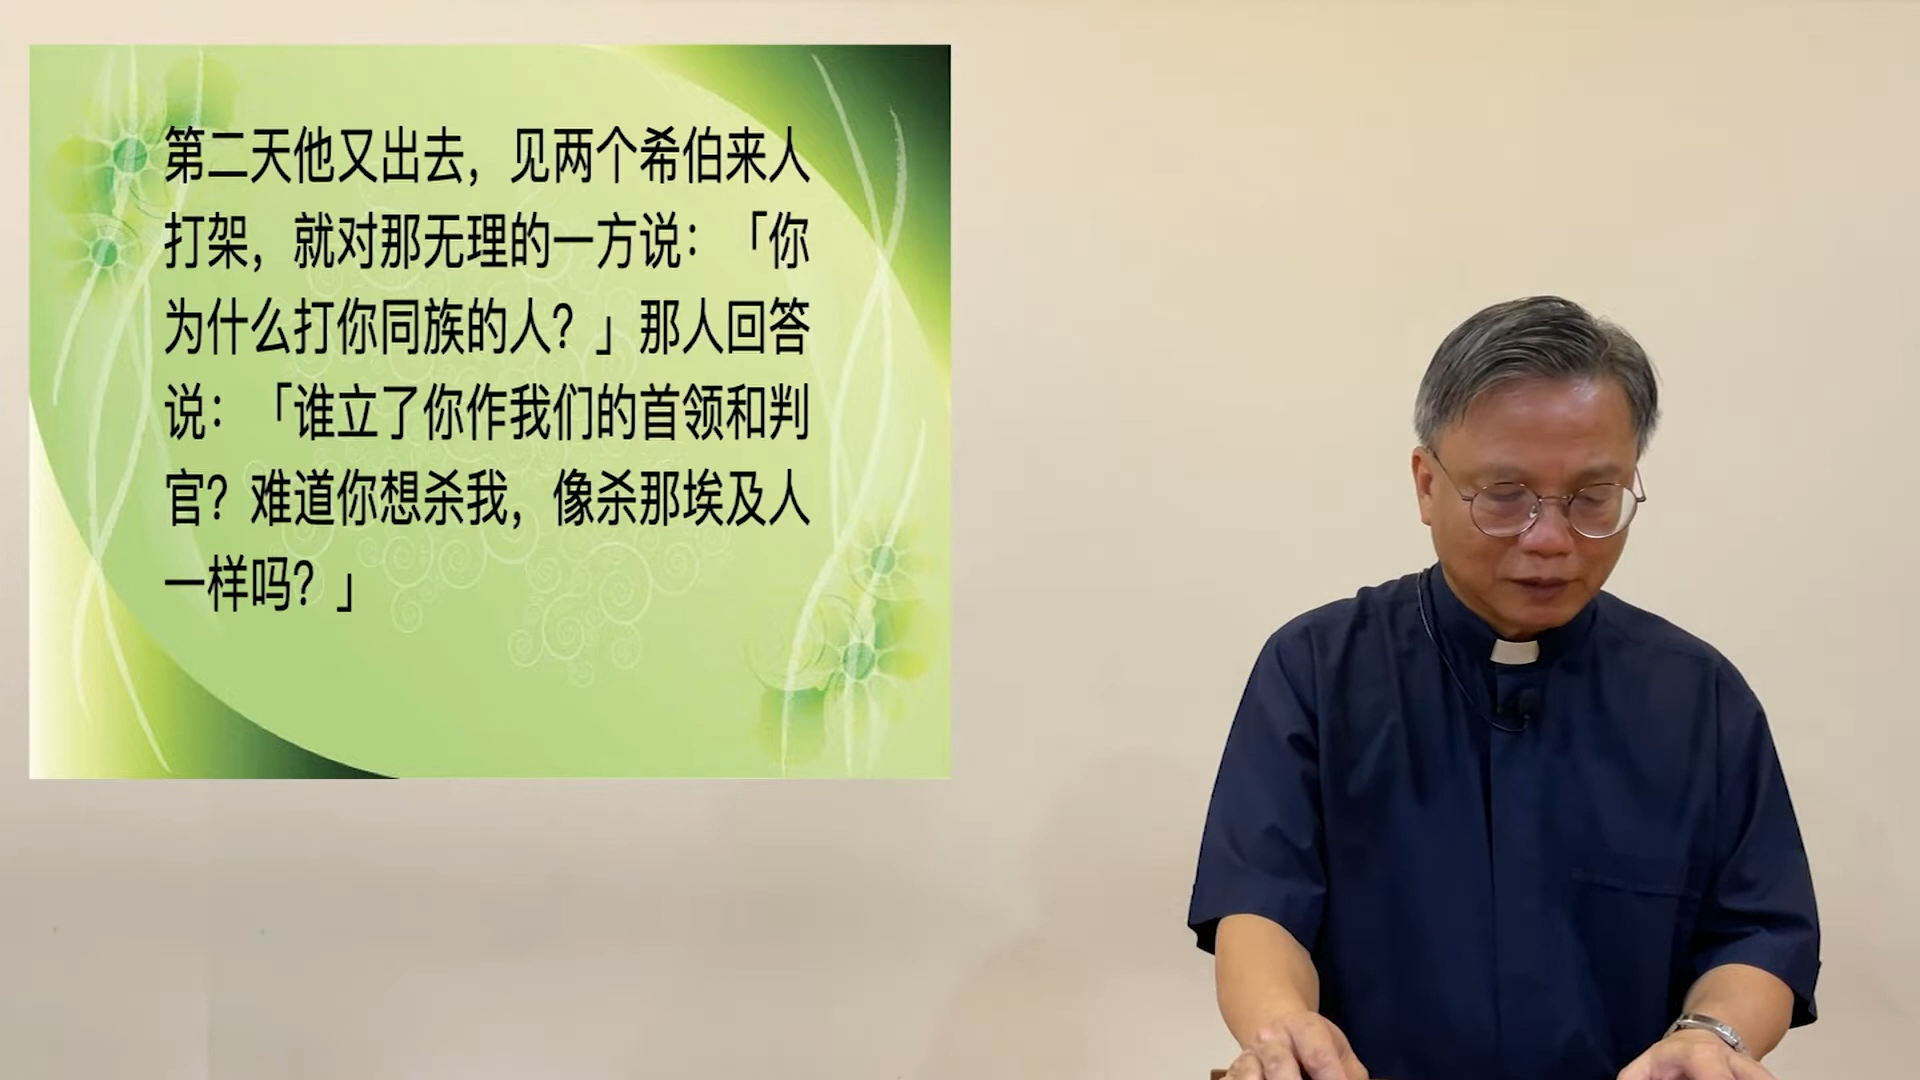 第二天他又出去，见两个希伯来人
打架，就对那无理的一方说：「你
为什么打你同族的人？」那人回答
说：「谁立了你作我们的首领和判
官？难道你想杀我，像杀那埃及人
一样吗？」